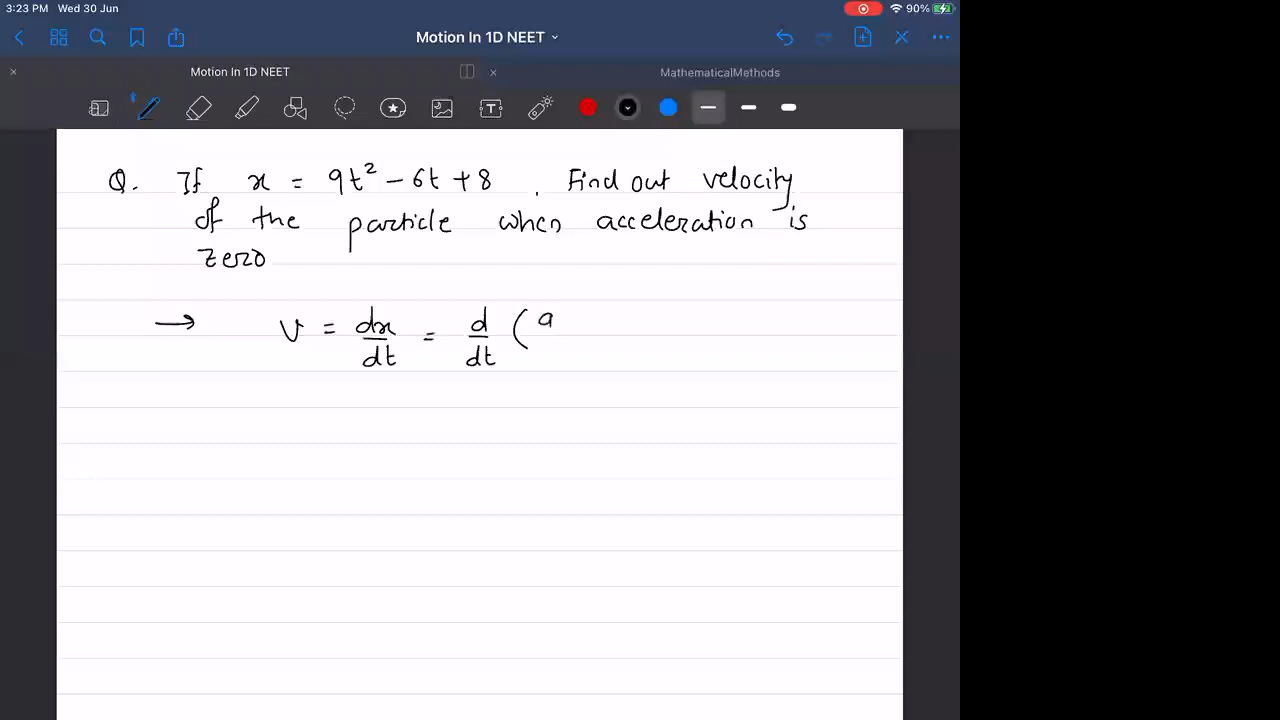 3:23 PM Wed 30 Jun 90%
Motion In 1D NEET
Motion In 1D NEET MathematicalMethods
Q. If x = 9t² - 6t + 8 . Find out velocity
of the particle when acceleration is
zero
→ v = dx/dt = d/dt ( 9